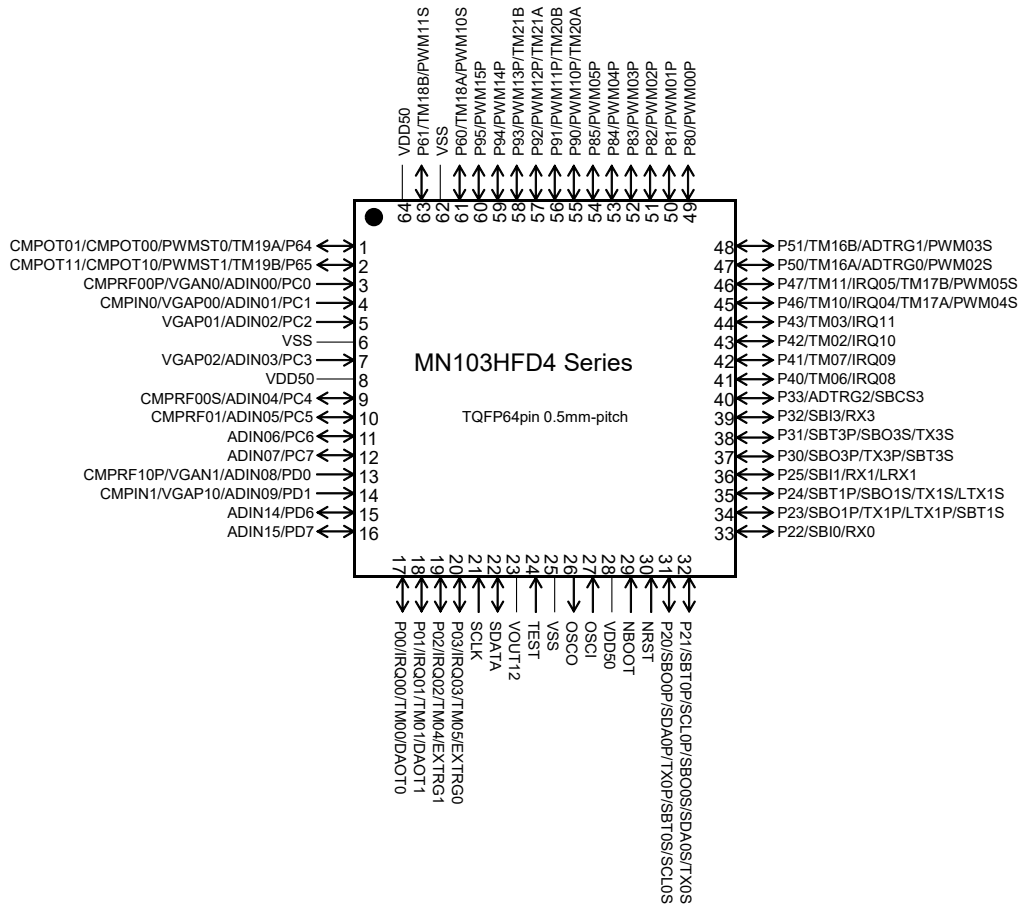 VDD50
P61/TM18B/PWM11S
VSS
P60/TM18A/PWM10S
P95/PWM15P
P94/PWM14P
P93/PWM13P/TM21B
P92/PWM12P/TM21A
P91/PWM11P/TM20B
P90/PWM10P/TM20A
P85/PWM05P
P84/PWM04P
P83/PWM03P
P82/PWM02P
P81/PWM01P
P80/PWM00P
64
63
62
61
60
59
58
57
56
55
54
53
52
51
50
49
CMPOT01/CMPOT00/PWMST0/TM19A/P64 1
CMPOT11/CMPOT10/PWMST1/TM19B/P65 2
CMPRF00P/VGAN0/ADIN00/PC0 3
CMPIN0/VGAP00/ADIN01/PC1 4
VGAP01/ADIN02/PC2 5
VSS 6
VGAP02/ADIN03/PC3 7
VDD50 8
CMPRF00S/ADIN04/PC4 9
CMPRF01/ADIN05/PC5 10
ADIN06/PC6 11
ADIN07/PC7 12
CMPRF10P/VGAN1/ADIN08/PD0 13
CMPIN1/VGAP10/ADIN09/PD1 14
ADIN14/PD6 15
ADIN15/PD7 16
MN103HFD4 Series
TQFP64pin 0.5mm-pitch
48 P51/TM16B/ADTRG1/PWM03S
47 P50/TM16A/ADTRG0/PWM02S
46 P47/TM11/IRQ05/TM17B/PWM05S
45 P46/TM10/IRQ04/TM17A/PWM04S
44 P43/TM03/IRQ11
43 P42/TM02/IRQ10
42 P41/TM07/IRQ09
41 P40/TM06/IRQ08
40 P33/ADTRG2/SBCS3
39 P32/SBI3/RX3
38 P31/SBT3P/SBO3S/TX3S
37 P30/SBO3P/TX3P/SBT3S
36 P25/SBI1/RX1/LRX1
35 P24/SBT1P/SBO1S/TX1S/LTX1S
34 P23/SBO1P/TX1P/LTX1P/SBT1S
33 P22/SBI0/RX0
17
18
19
20
21
22
23
24
25
26
27
28
29
30
31
32
P00/IRQ00/TM00/DAOT0
P01/IRQ01/TM01/DAOT1
P02/IRQ02/TM04/EXTRG1
P03/IRQ03/TM05/EXTRG0
SCLK
SDATA
VOUT12
TEST
VSS
OSCO
OSCI
VDD50
NBOOT
NRST
P20/SBO0P/SDA0P/TX0P/SBT0S/SCL0S
P21/SBT0P/SCL0P/SBO0S/SDA0S/TX0S